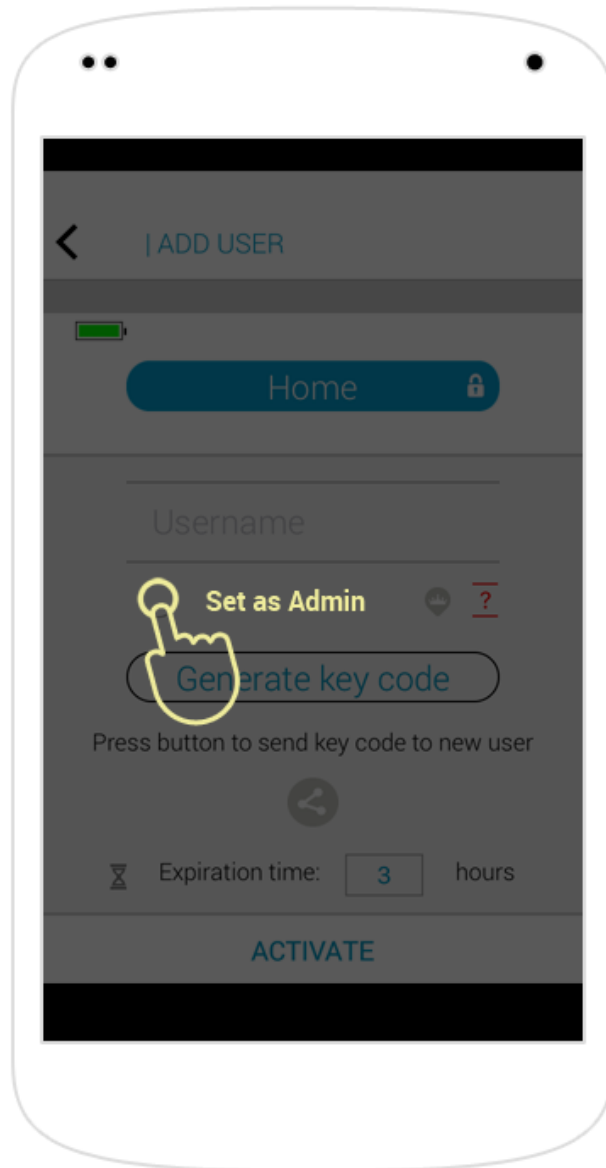 | ADD USER
Home
Username
Set as Admin
?
Generate key code
Press button to send key code to new user
Expiration time: 3 hours
ACTIVATE